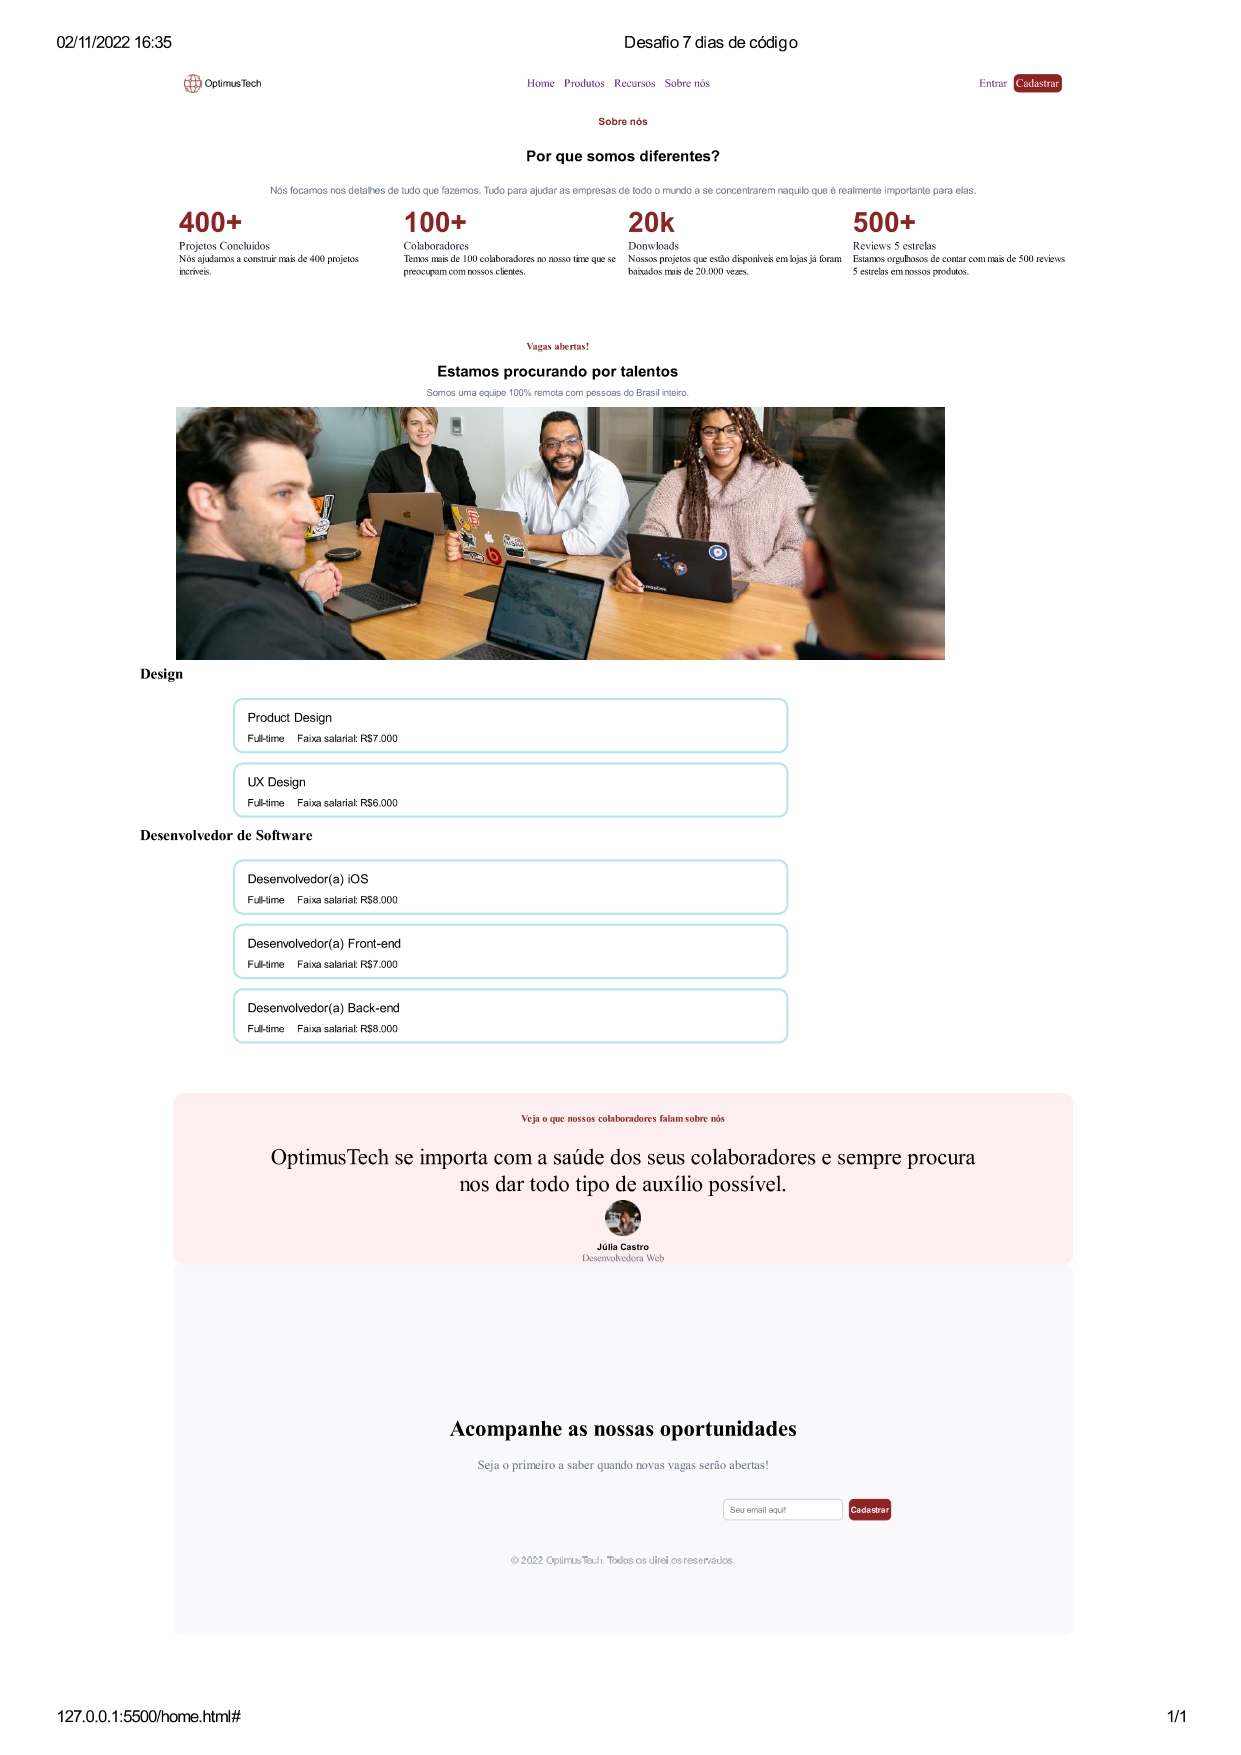 02/11/2022 16:35
Desafio 7 dias de código
OptimusTech
Home Produtos Recursos Sobre nós
Entrar Cadastrar
Sobre nós
Por que somos diferentes?
Nós focamos nos detalhes de tudo que fazemos. Tudo para ajudar as empresas de todo o mundo a se concentrarem naquilo que é realmente importante para elas.
400+
Projetos Concluidos
Nós ajudamos a construir mais de 400 projetos
incríveis.
100+
Colaboradores
Temos mais de 100 colaboradores no nosso time que se
preocupam com nossos clientes.
20k
Donwloads
Nossos projetos que estão disponíveis em lojas já foram
baixados mais de 20.000 vezes.
500+
Reviews 5 estrelas
Estamos orgulhosos de contar com mais de 500 reviews
5 estrelas em nossos produtos.
Vagas abertas!
Estamos procurando por talentos
Somos uma equipe 100% remota com pessoas do Brasil inteiro.
Design
Product Design
Full-time Faixa salarial: R$7.000
UX Design
Full-time Faixa salarial: R$6.000
Desenvolvedor de Software
Desenvolvedor(a) iOS
Full-time Faixa salarial: R$8.000
Desenvolvedor(a) Front-end
Full-time Faixa salarial: R$7.000
Desenvolvedor(a) Back-end
Full-time Faixa salarial: R$8.000
Veja o que nossos colaboradores falam sobre nós
OptimusTech se importa com a saúde dos seus colaboradores e sempre procura
nos dar todo tipo de auxílio possível.
Júlia Castro
Desenvolvedora Web
Acompanhe as nossas oportunidades
Seja o primeiro a saber quando novas vagas serão abertas!
Seu email aqui!
Cadastrar
© 2022 OptimusTech. Todos os direitos reservados.
127.0.0.1:5500/home.html#
1/1